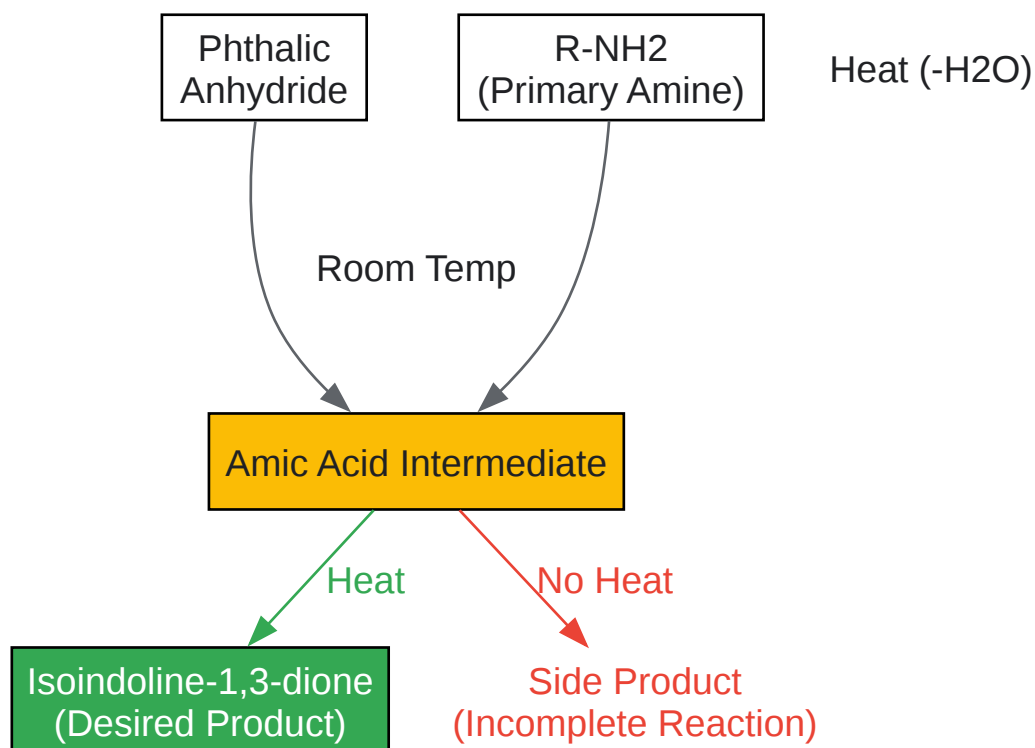 Phthalic
Anhydride
R-NH2
(Primary Amine)
Heat (-H2O)
Room Temp
Amic Acid Intermediate
Heat
No Heat
Isoindoline-1,3-dione
(Desired Product)
Side Product
(Incomplete Reaction)